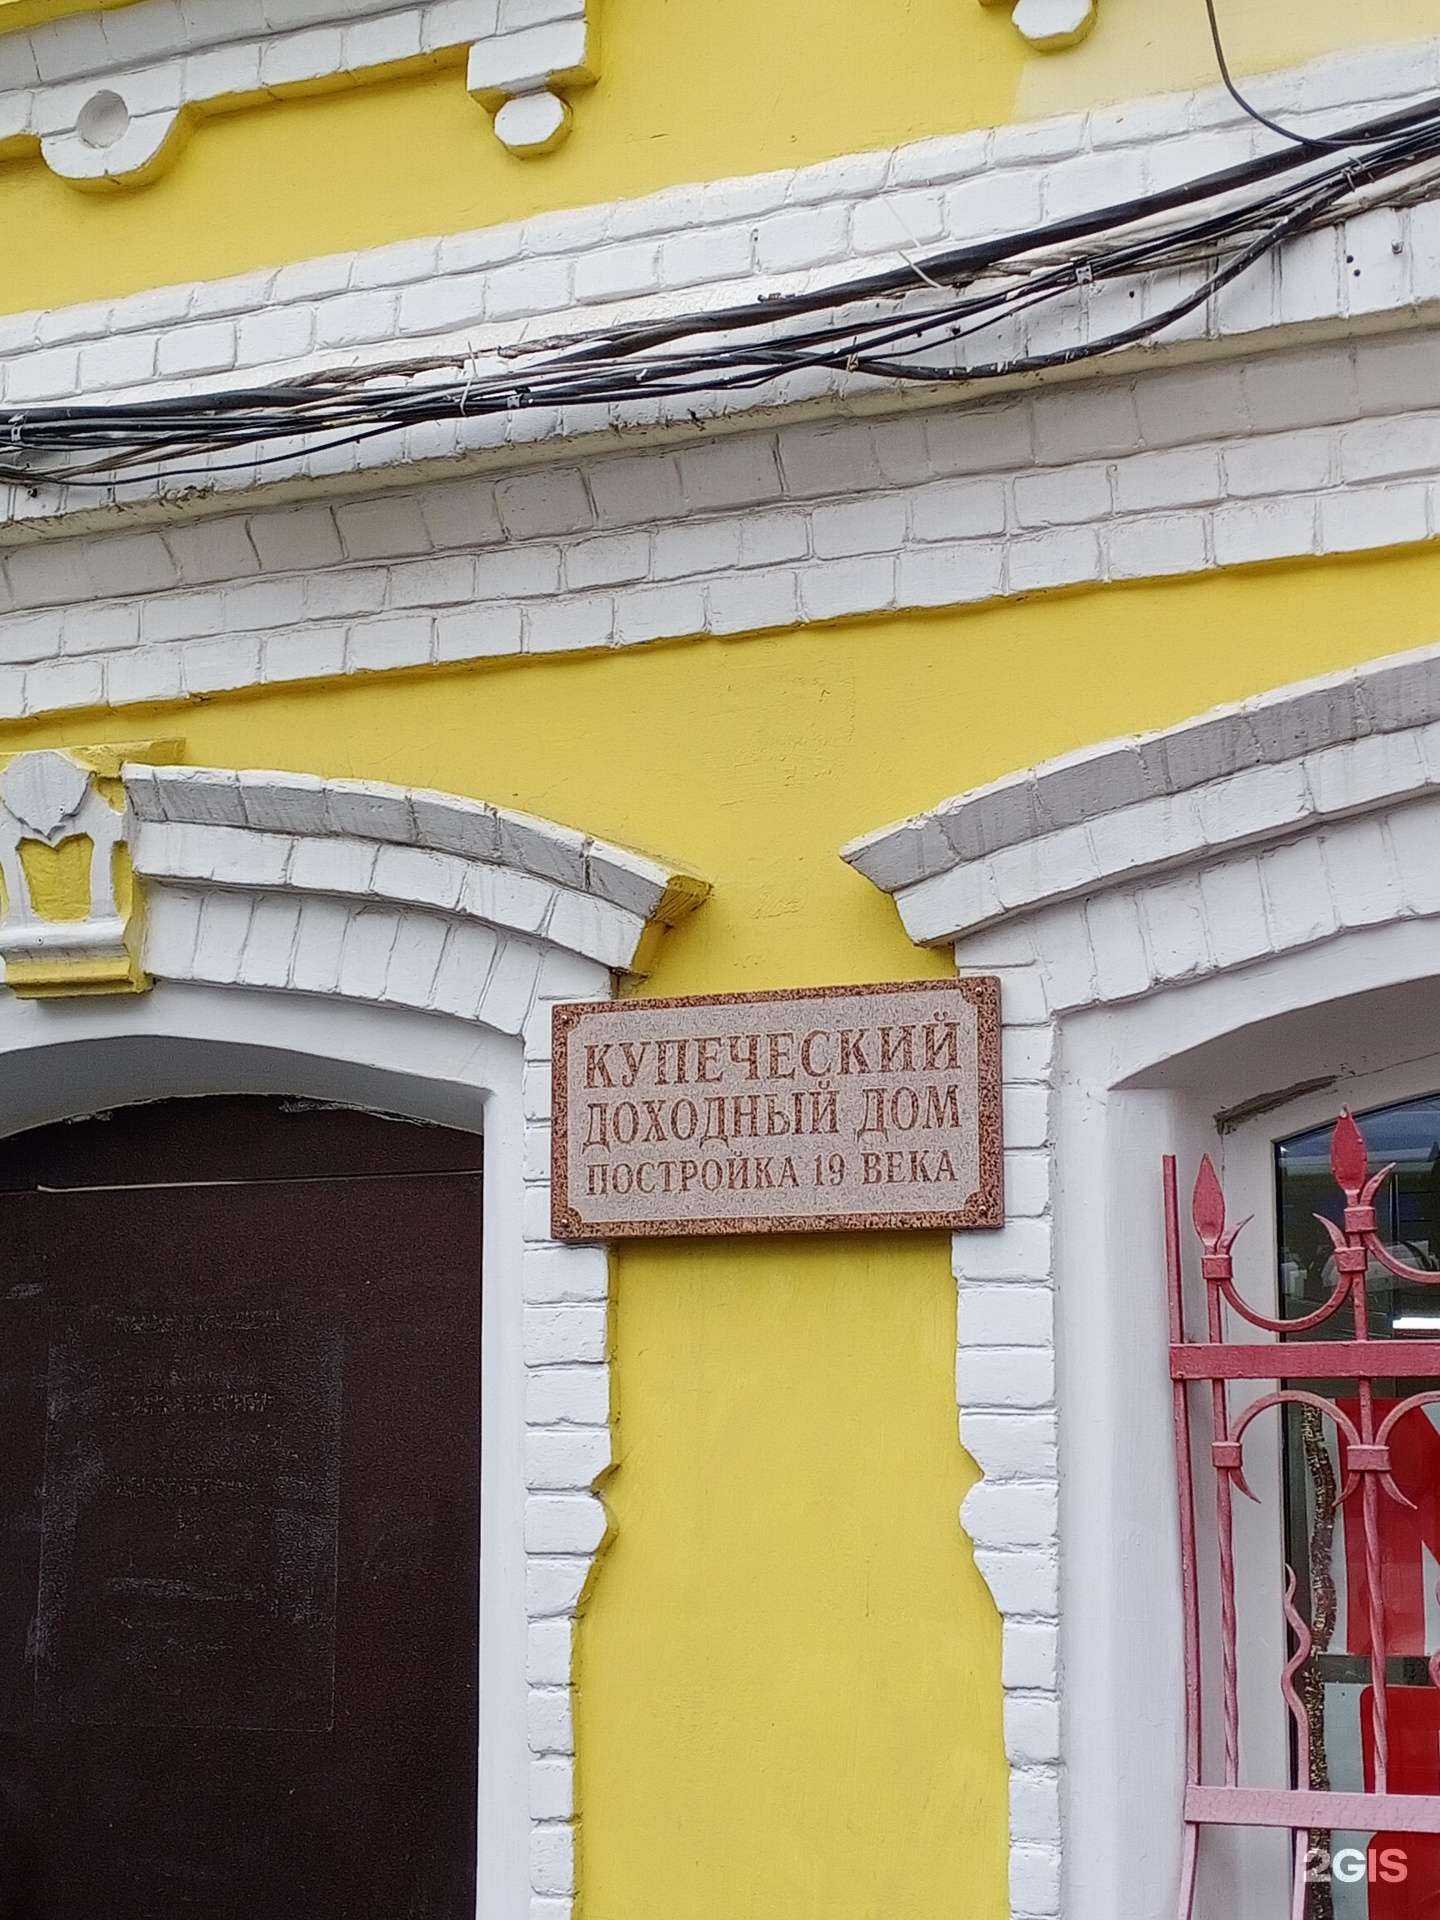 КУПЕЧЕСКИЙ
ДОХОДНЫЙ ДОМ
ПОСТРОЙКА 19 ВЕКА
2GIS